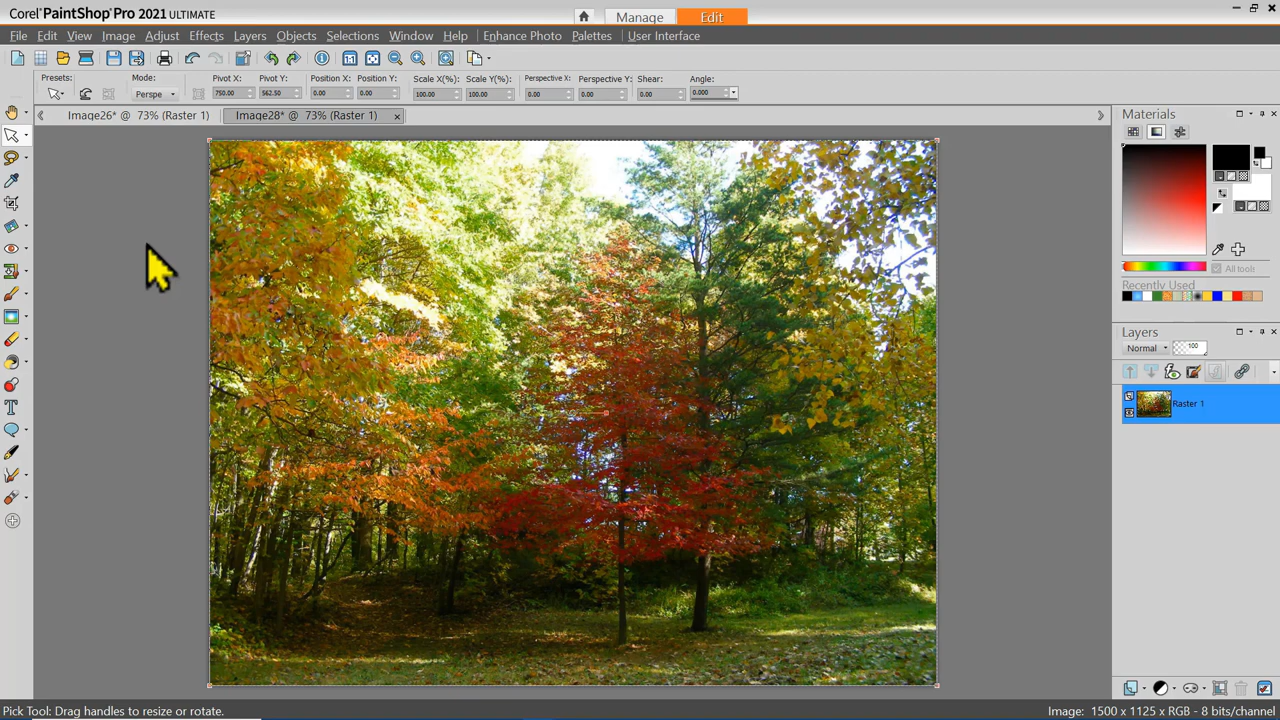 Corel® PaintShop® Pro 2021 ULTIMATE
Manage
Edit
File Edit View Image Adjust Effects Layers Objects Selections Window Help Enhance Photo Palettes User Interface
Presets: Mode: Pivot X: Pivot Y: Position X: Position Y: Scale X(%): Scale Y(%): Perspective X: Perspective Y: Shear: Angle:
Perspe 750.00 562.50 0.00 0.00 100.00 100.00 0.00 0.00 0.00 0.000
Image26* @ 73% (Raster 1)
Image28* @ 73% (Raster 1)
Materials
All tools
Recently Used
Layers
Normal 100
Raster 1
Pick Tool: Drag handles to resize or rotate.
Image: 1500 x 1125 x RGB - 8 bits/channel